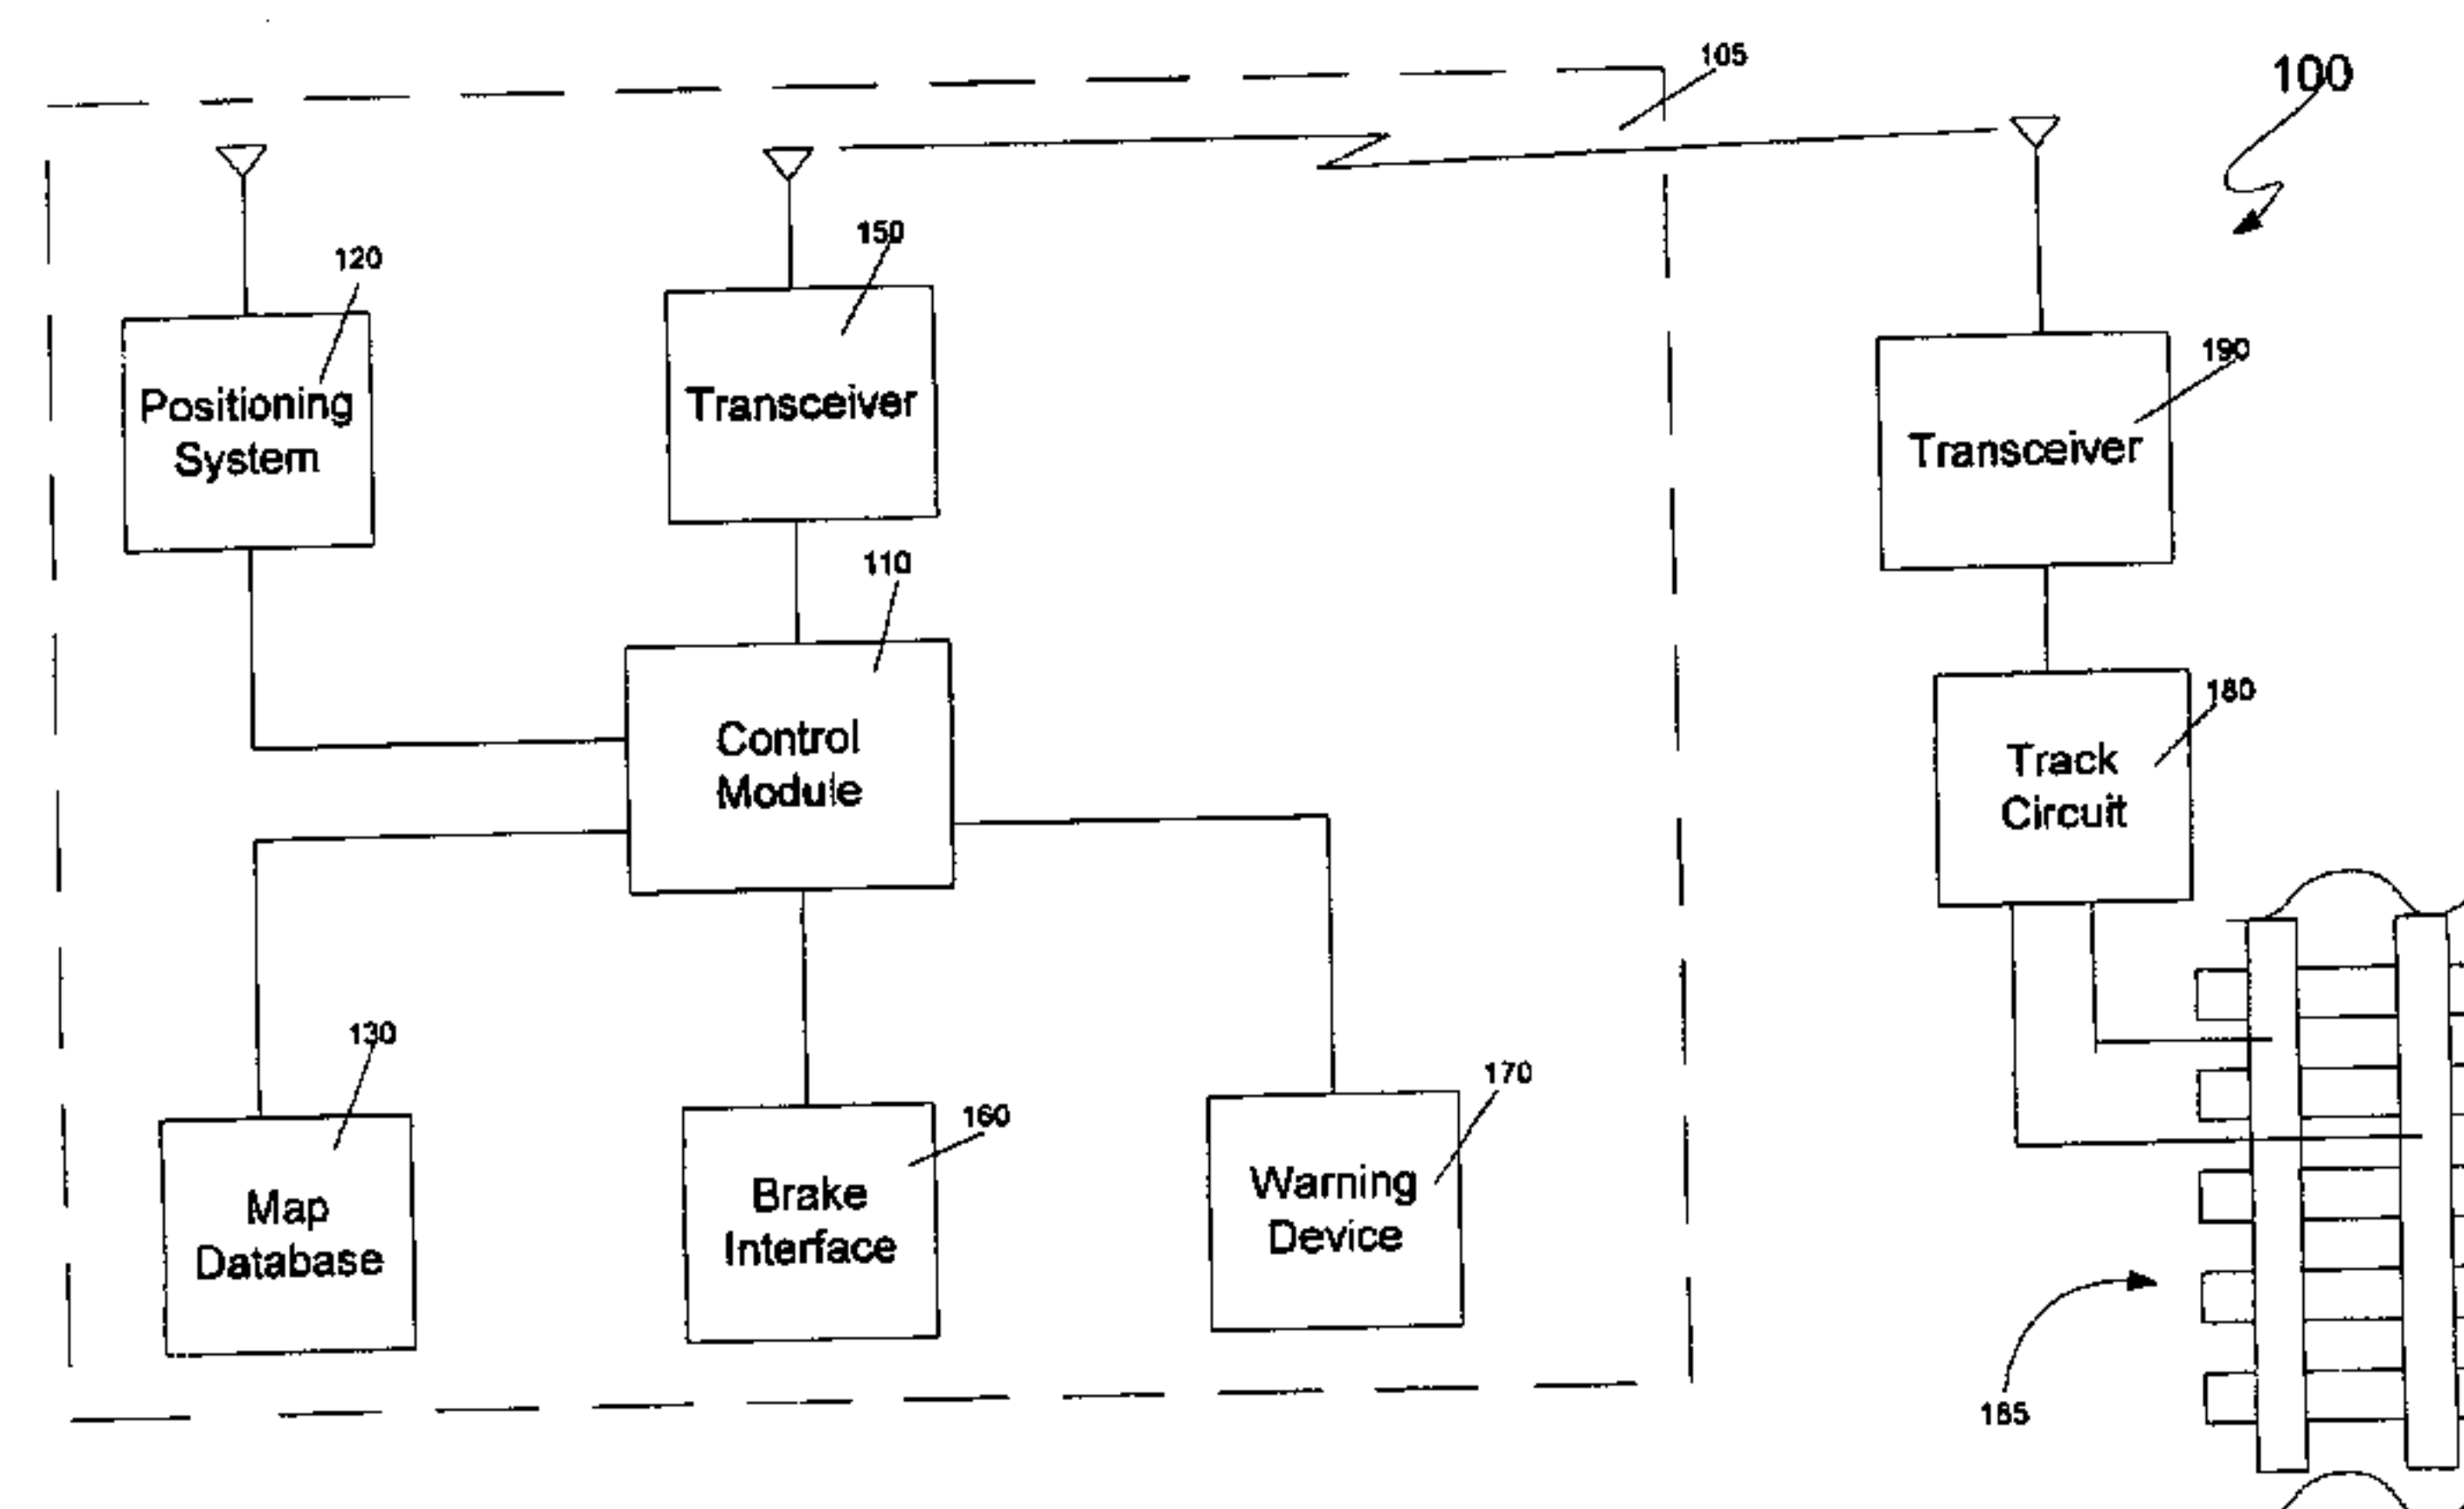 105
100
120
150
190
Positioning
System
Transceiver
Transceiver
110
180
Control
Module
Track
Circuit
130
160
170
Map
Database
Brake
Interface
Warning
Device
185